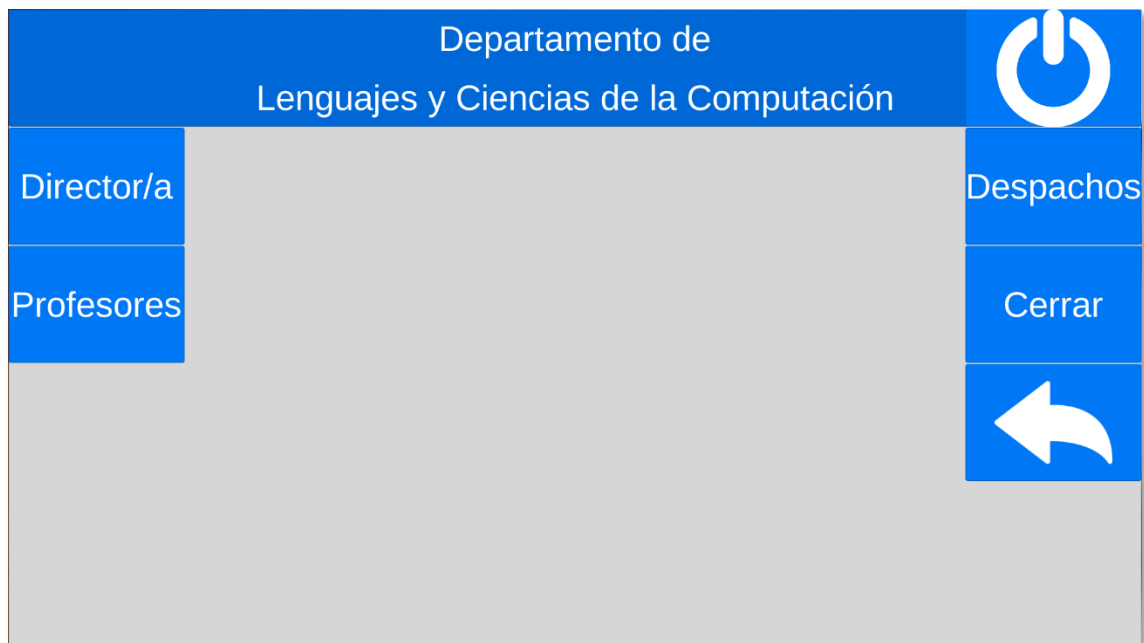 Departamento de
Lenguajes y Ciencias de la Computación
Director/a
Despachos
Profesores
Cerrar